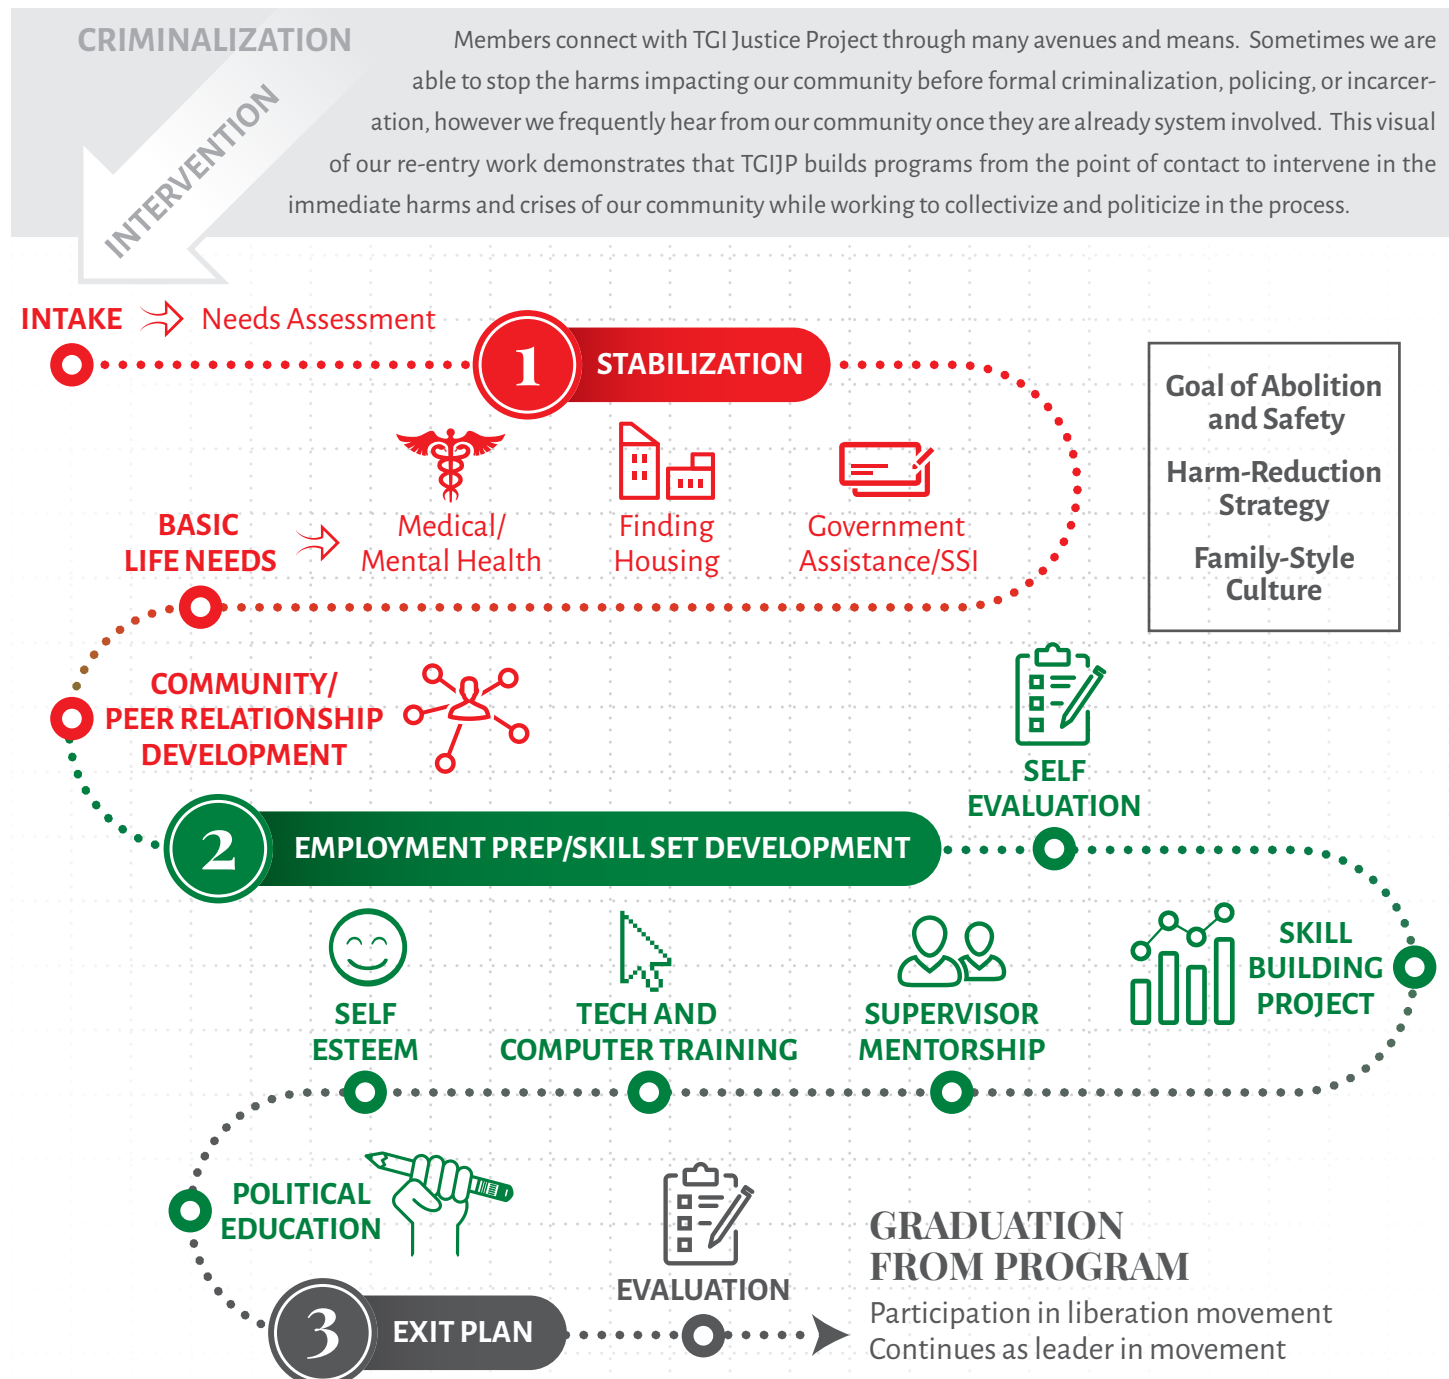 CRIMINALIZATION
INTERVENTION
Members connect with TGI Justice Project through many avenues and means. Sometimes we are
able to stop the harms impacting our community before formal criminalization, policing, or incarcer-
ation, however we frequently hear from our community once they are already system involved. This visual
of our re-entry work demonstrates that TGIJP builds programs from the point of contact to intervene in the
immediate harms and crises of our community while working to collectivize and politicize in the process.
INTAKE
Needs Assessment
1
STABILIZATION
Goal of Abolition
and Safety
Harm-Reduction
Strategy
Family-Style
Culture
BASIC
LIFE NEEDS
Medical/
Mental Health
Finding
Housing
Government
Assistance/SSI
COMMUNITY/
PEER RELATIONSHIP
DEVELOPMENT
2
EMPLOYMENT PREP/SKILL SET DEVELOPMENT
SELF
EVALUATION
SKILL
BUILDING
PROJECT
SELF
ESTEEM
TECH AND
COMPUTER TRAINING
SUPERVISOR
MENTORSHIP
POLITICAL
EDUCATION
3
EXIT PLAN
EVALUATION
GRADUATION
FROM PROGRAM
Participation in liberation movement
Continues as leader in movement